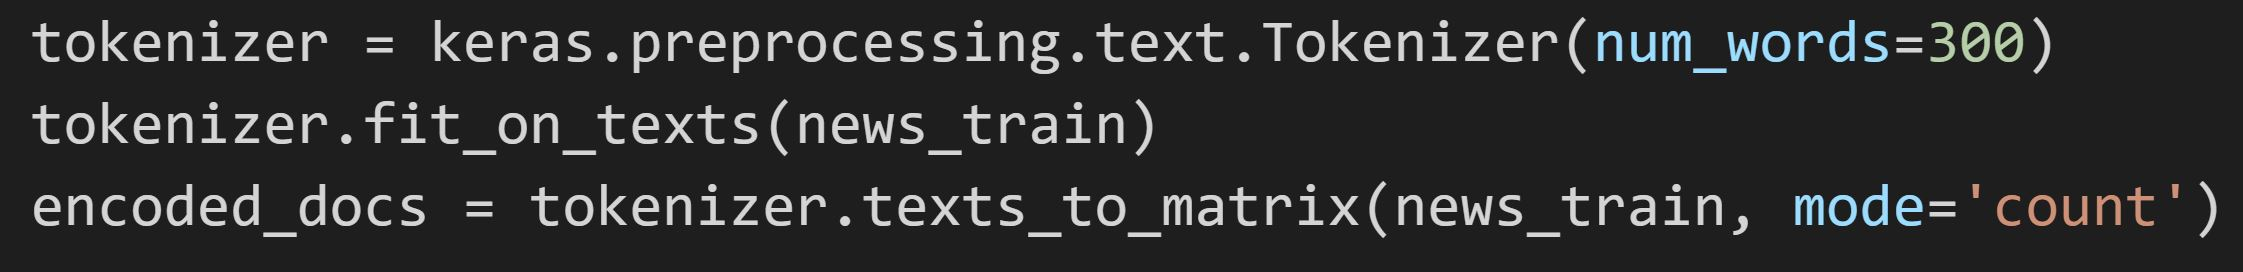 tokenizer = keras.preprocessing.text.Tokenizer(num_words=300)
tokenizer.fit_on_texts(news_train)
encoded_docs = tokenizer.texts_to_matrix(news_train, mode='count')